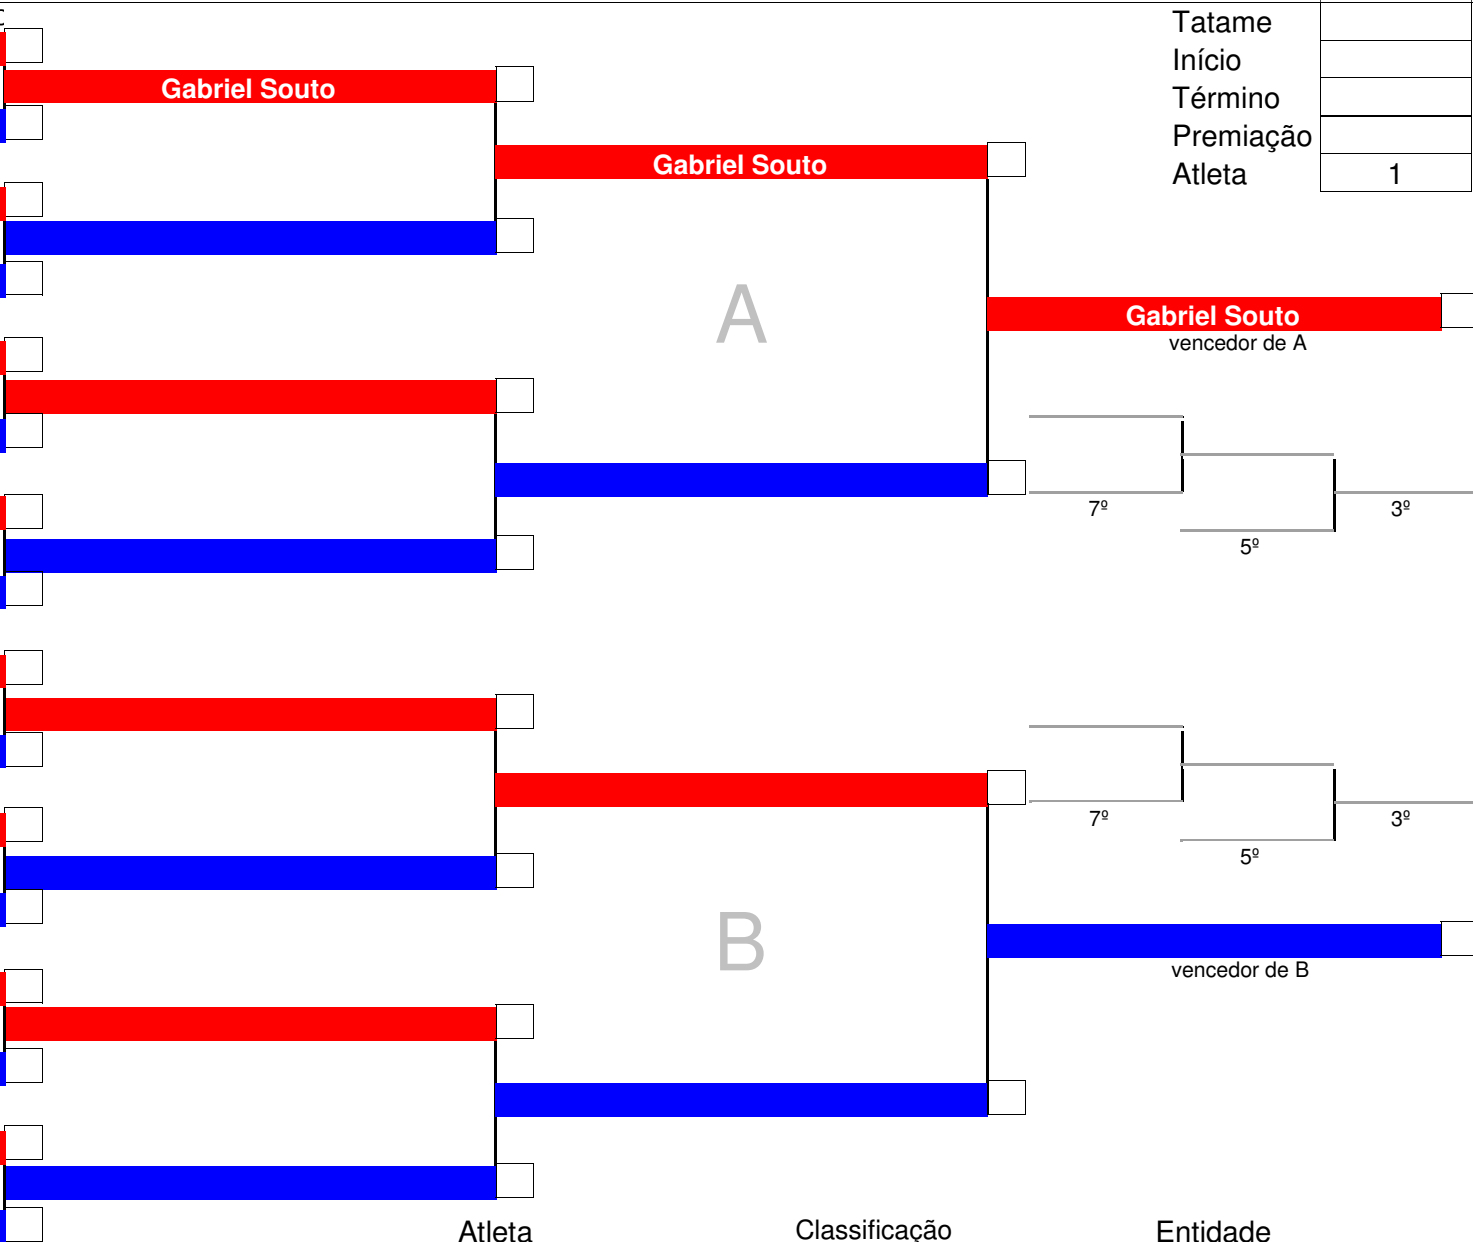 Tatame
Início
Gabriel Souto
Término
Premiação
Gabriel Souto
Atleta 1
A
Gabriel Souto
vencedor de A
7º 3º
5º
7º 3º
5º
B
vencedor de B
Atleta Classificação Entidade